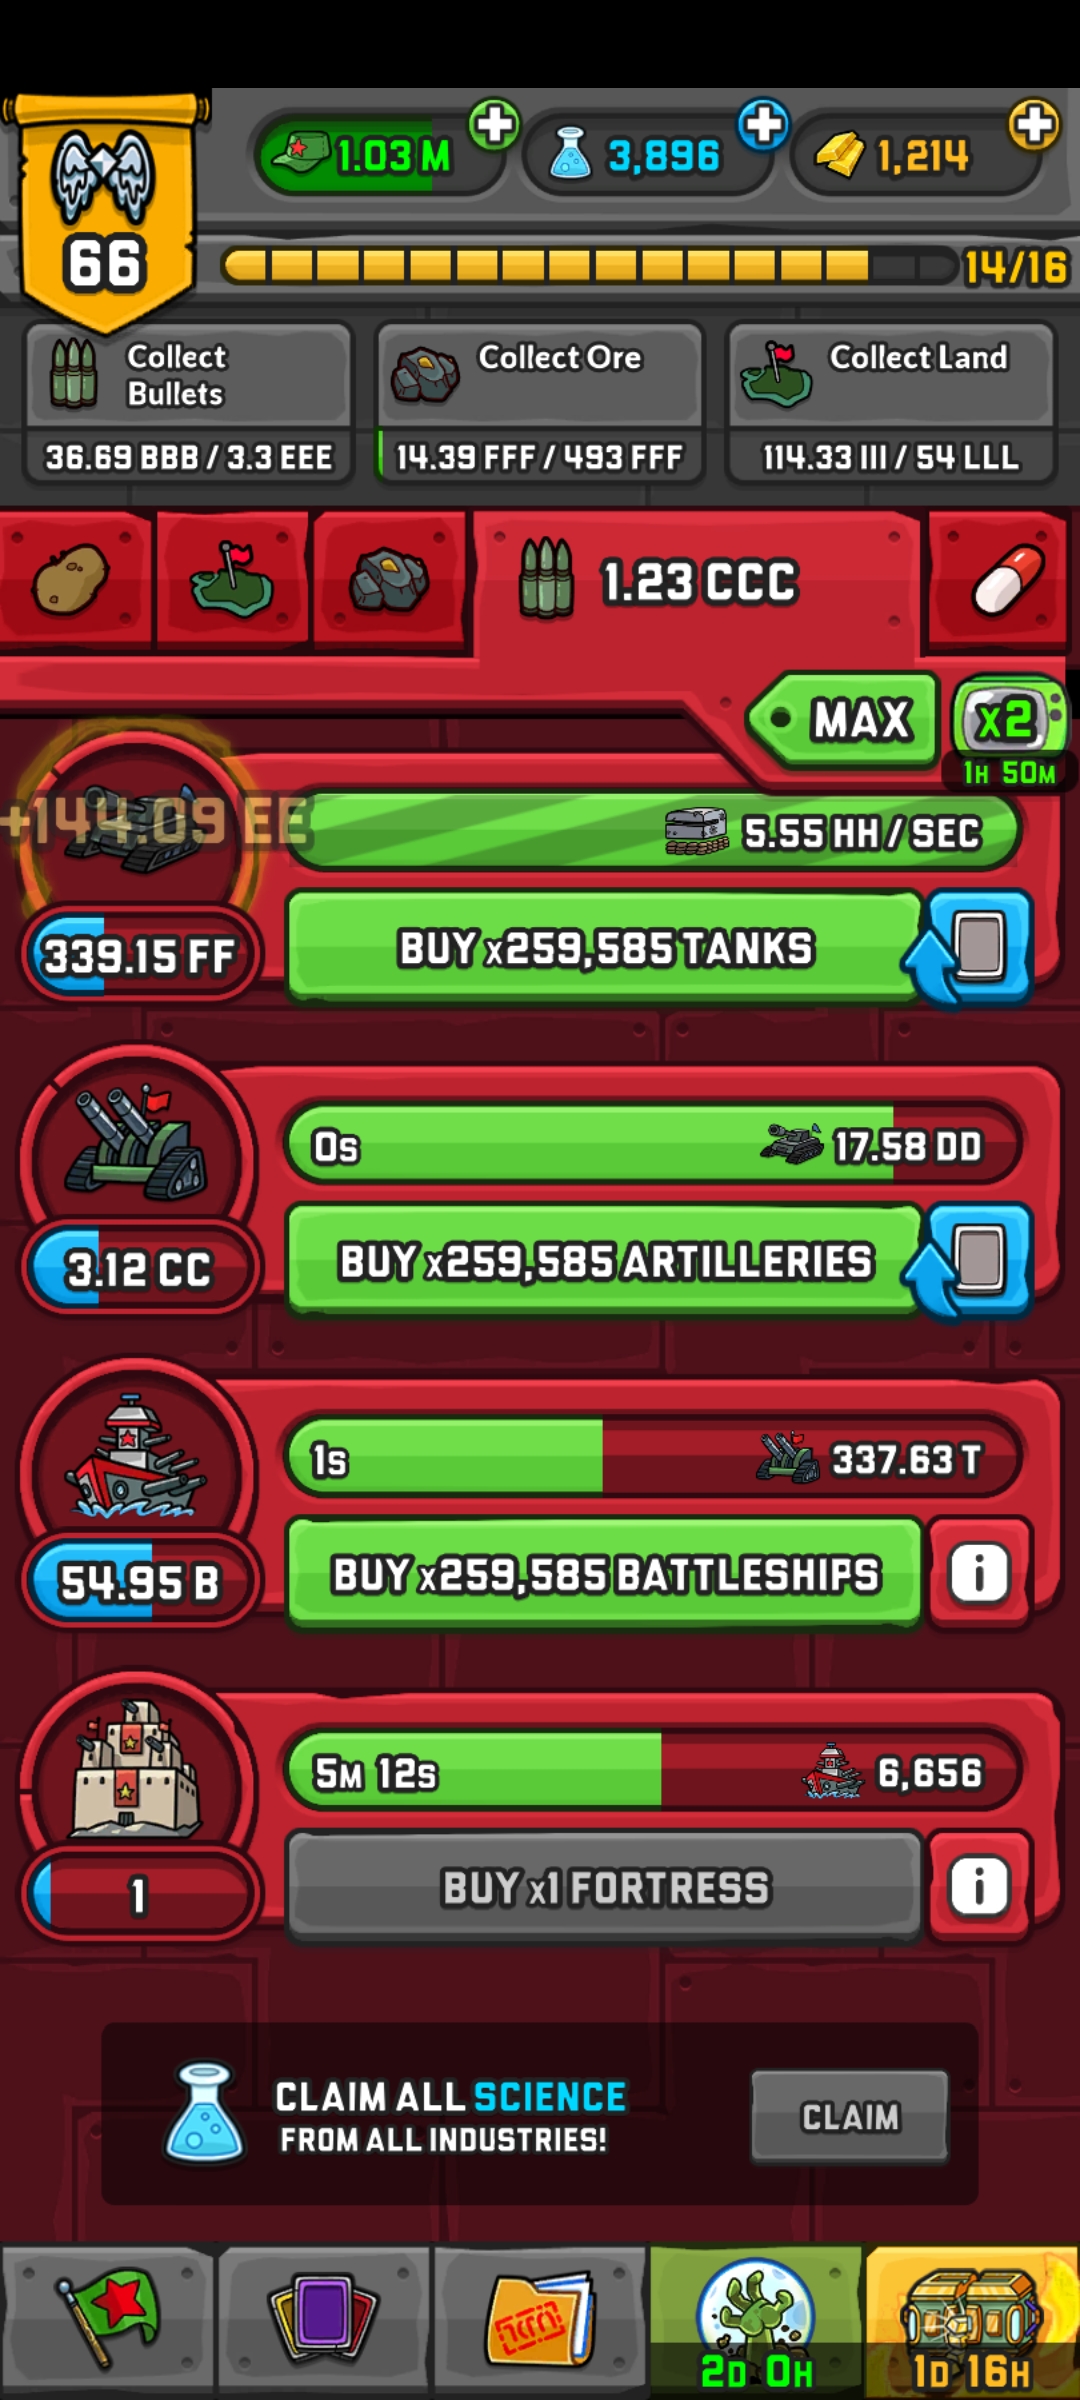 1.03 M
3,896
1,214
66
14/16
Collect
Bullets
Collect Ore
Collect Land
36.69 BBB / 3.3 EEE
14.39 FFF / 493 FFF
114.33 III / 54 LLL
1.23 CCC
MAX
x2
1H 50M
+144.09 EE
5.55 HH / SEC
339.15 FF
BUY x259,585 TANKS
0s
17.58 DD
3.12 CC
BUY x259,585 ARTILLERIES
1s
337.63 T
54.95 B
BUY x259,585 BATTLESHIPS
i
5M 12s
6,656
1
BUY x1 FORTRESS
i
CLAIM ALL SCIENCE
FROM ALL INDUSTRIES!
CLAIM
2D 0H
1D 16H